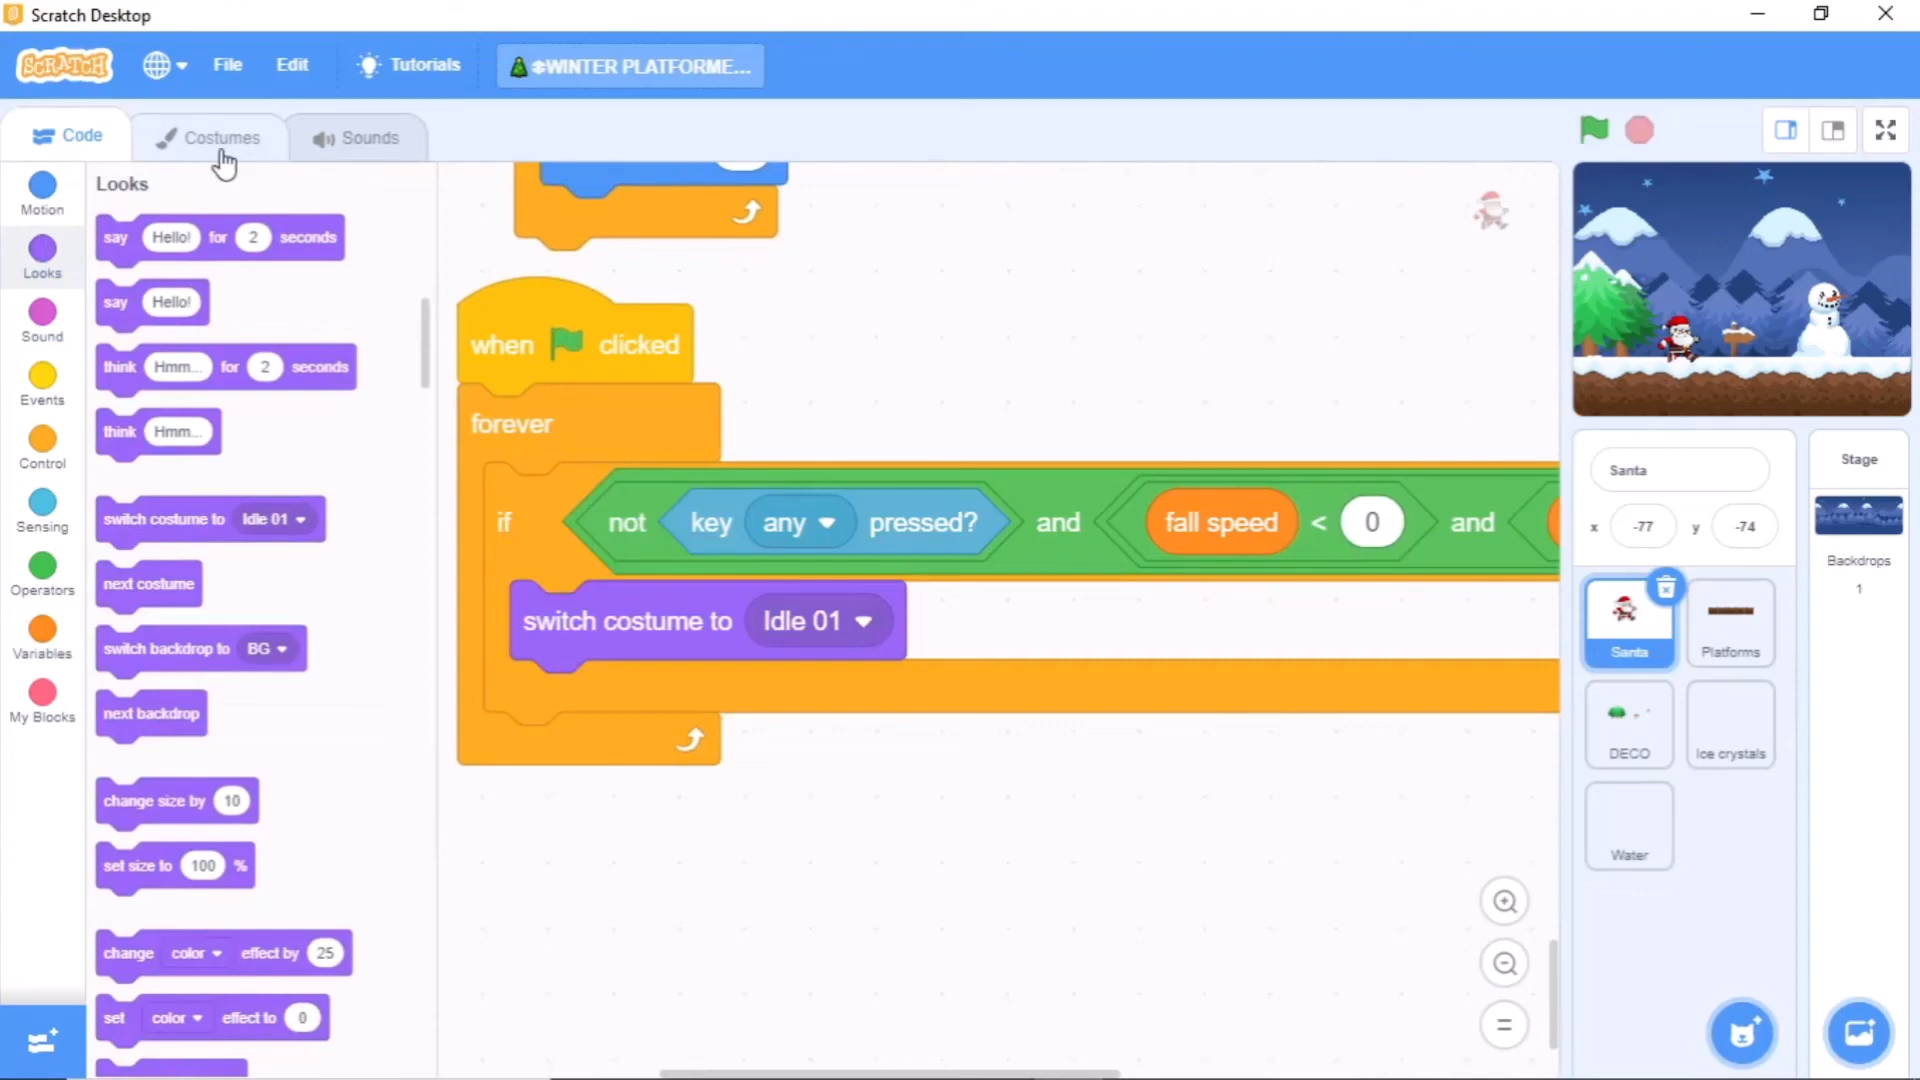 Scratch Desktop
SCRATCH File Edit Tutorials WINTER PLATFORME...
Code Costumes Sounds
Motion
Looks
Sound
Events
Control
Sensing
Operators
Variables
My Blocks
Looks
say Hello! for 2 seconds
say Hello!
think Hmm... for 2 seconds
think Hmm...
switch costume to Idle 01
next costume
switch backdrop to BG
next backdrop
change size by 10
set size to 100 %
change color effect by 25
set color effect to 0
when clicked
forever
if not key any pressed? and fall speed < 0 and
switch costume to Idle 01
Santa
x -77 y -74
Santa
Platforms
DECO
Ice crystals
Water
Stage
Backdrops
1